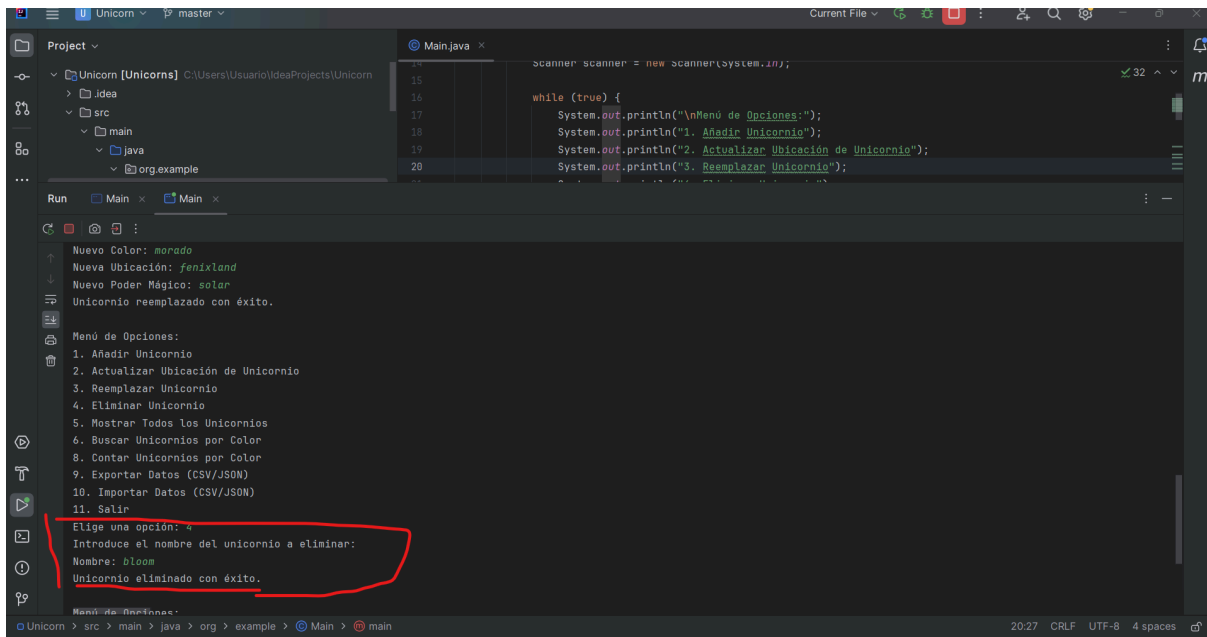 Unicorn master Current File
Project
Main.java
Unicorn [Unicorns] C:\Users\Usuario\IdeaProjects\Unicorn
.idea
src
main
java
org.example
14 Scanner scanner = new Scanner(System.in);
32
15
16 while (true) {
17 System.out.println("\nMenú de Opciones:");
18 System.out.println("1. Añadir Unicornio");
19 System.out.println("2. Actualizar Ubicación de Unicornio");
20 System.out.println("3. Reemplazar Unicornio");
Run Main Main
Nuevo Color: morado
Nueva Ubicación: fenixland
Nuevo Poder Mágico: solar
Unicornio reemplazado con éxito.
Menú de Opciones:
1. Añadir Unicornio
2. Actualizar Ubicación de Unicornio
3. Reemplazar Unicornio
4. Eliminar Unicornio
5. Mostrar Todos los Unicornios
6. Buscar Unicornios por Color
8. Contar Unicornios por Color
9. Exportar Datos (CSV/JSON)
10. Importar Datos (CSV/JSON)
11. Salir
Elige una opción: 4
Introduce el nombre del unicornio a eliminar:
Nombre: bloom
Unicornio eliminado con éxito.
Menú de Opciones:
Unicorn > src > main > java > org > example > Main > main 20:27 CRLF UTF-8 4 spaces